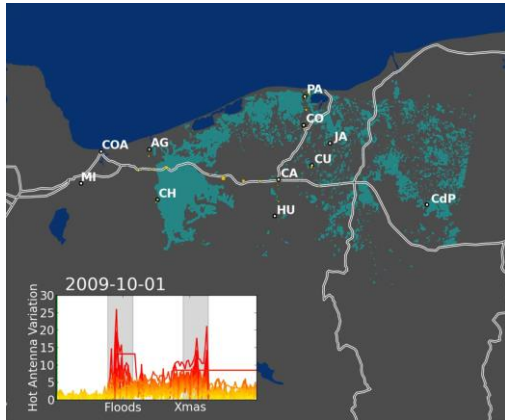 PA
CO
JA
COA
AG
CU
MI
CA
CH
CdP
HU
2009-10-01
Hot Antenna Variation
30
25
20
15
10
5
0
Floods Xmas